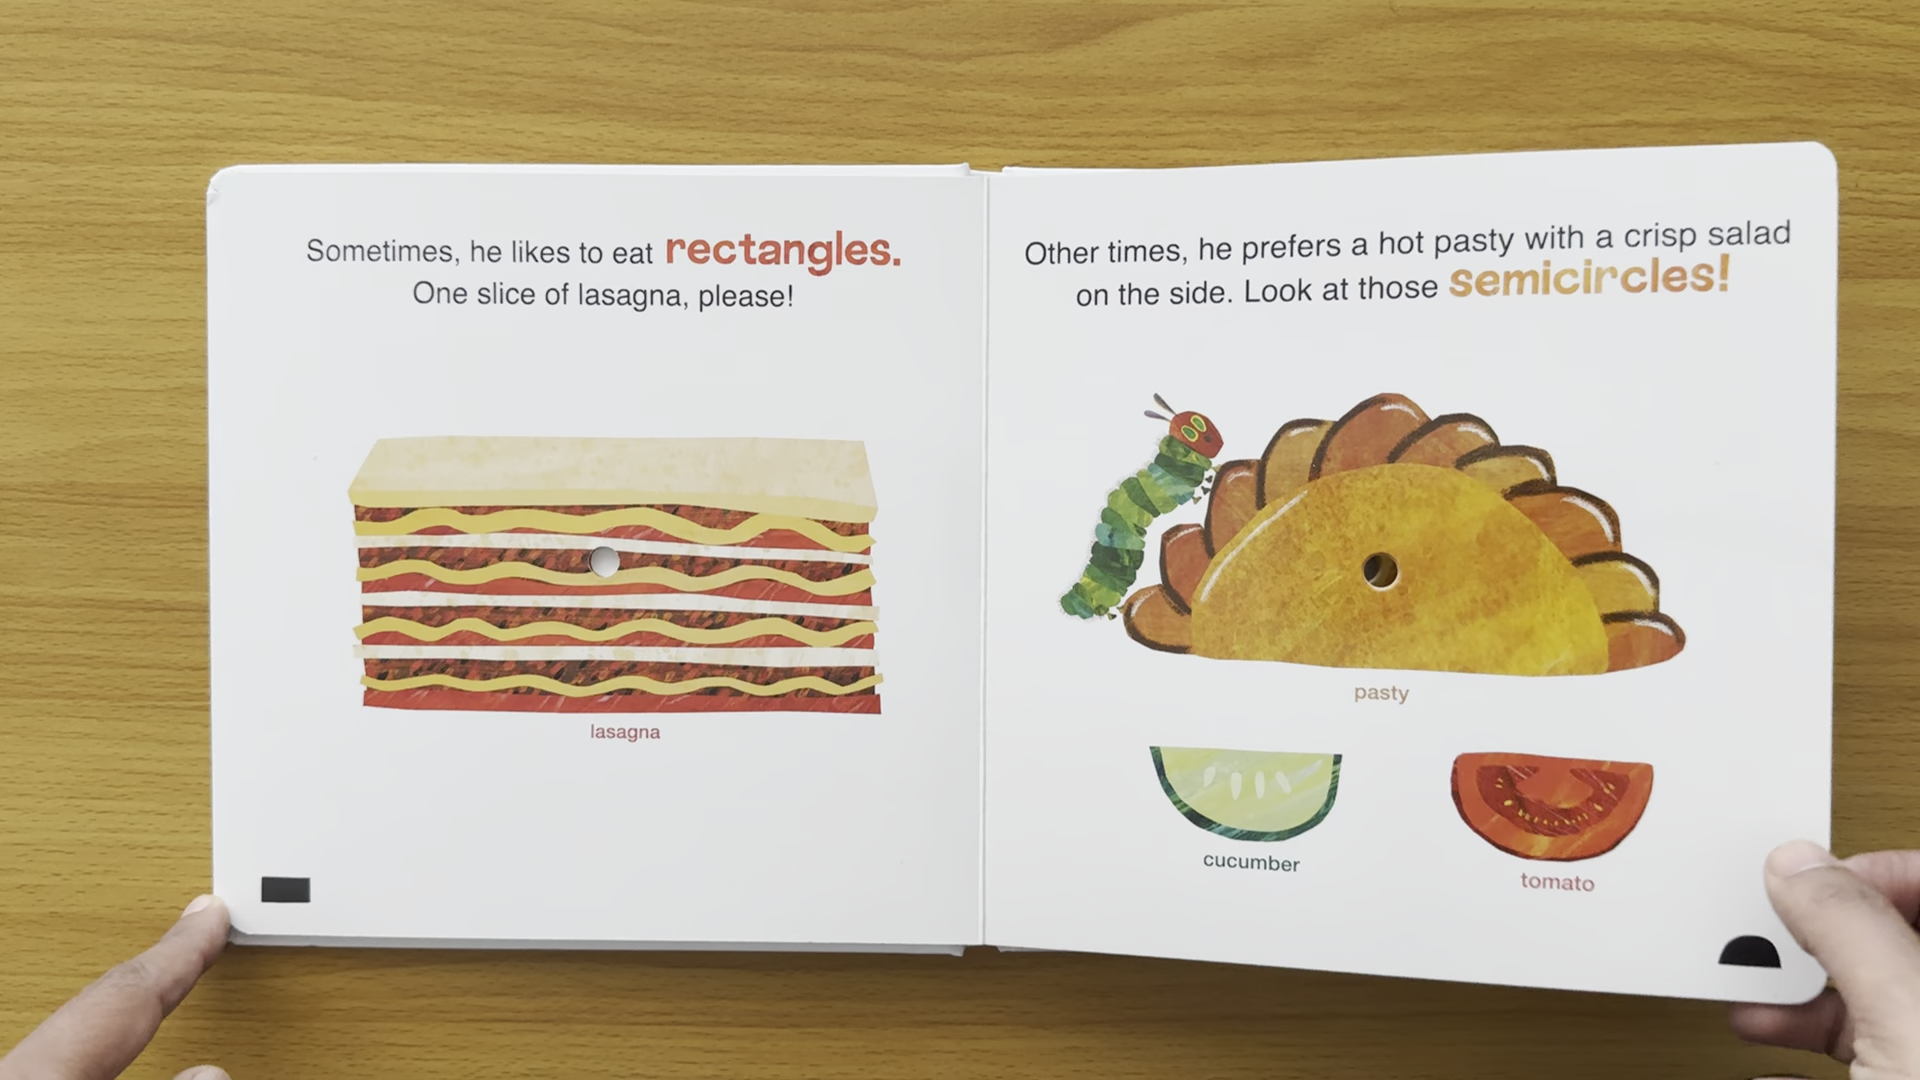 Sometimes, he likes to eat rectangles.
One slice of lasagna, please!
lasagna
Other times, he prefers a hot pasty with a crisp salad
on the side. Look at those semicircles!
pasty
cucumber
tomato